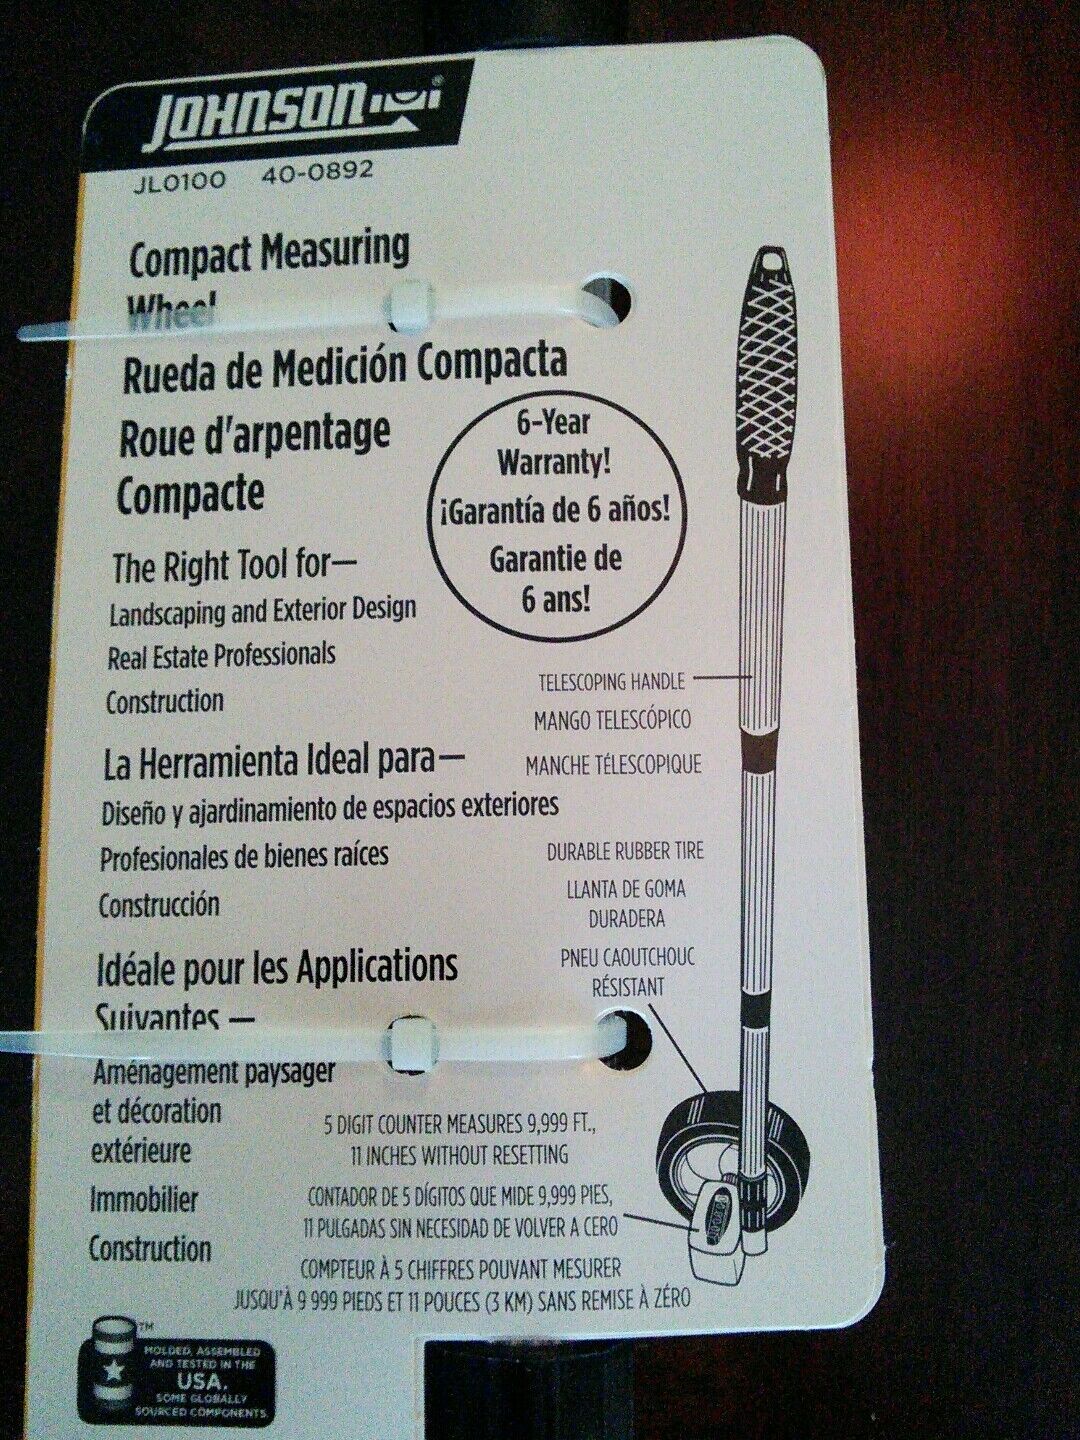 JOHNSON
JL0100 40-0892
Compact Measuring
Wheel
Rueda de Medición Compacta
Roue d'arpentage
Compacte
6-Year
Warranty!
¡Garantía de 6 años!
Garantie de
6 ans!
The Right Tool for—
Landscaping and Exterior Design
Real Estate Professionals
Construction
TELESCOPING HANDLE
MANGO TELESCÓPICO
MANCHE TÉLESCOPIQUE
La Herramienta Ideal para—
Diseño y ajardinamiento de espacios exteriores
Profesionales de bienes raíces
Construcción
DURABLE RUBBER TIRE
LLANTA DE GOMA
DURADERA
PNEU CAOUTCHOUC
RÉSISTANT
Idéale pour les Applications
Suivantes —
Aménagement paysager
et décoration
extérieure
Immobilier
Construction
5 DIGIT COUNTER MEASURES 9,999 FT.,
11 INCHES WITHOUT RESETTING
CONTADOR DE 5 DÍGITOS QUE MIDE 9,999 PIES,
11 PULGADAS SIN NECESIDAD DE VOLVER A CERO
COMPTEUR À 5 CHIFFRES POUVANT MESURER
JUSQU'À 9 999 PIEDS ET 11 POUCES (3 KM) SANS REMISE À ZÉRO
TM
MOLDED, ASSEMBLED
AND TESTED IN THE
USA.
SOME GLOBALLY
SOURCED COMPONENTS